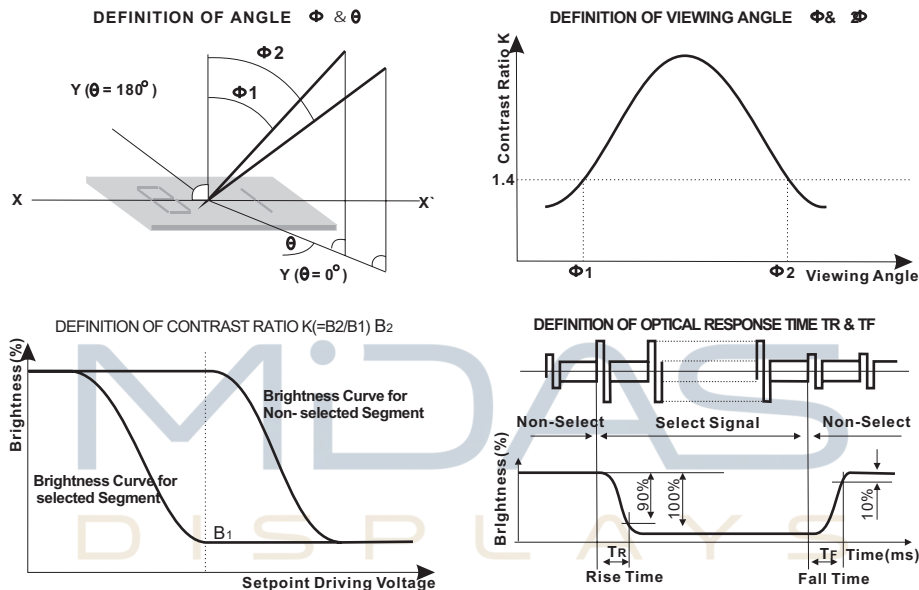 DEFINITION OF ANGLE Φ & θ
Φ2
Φ1
Y (θ = 180°)
X
X`
θ
Y (θ = 0°)
DEFINITION OF VIEWING ANGLE Φ&
Contrast Ratio K
1.4
Φ1
Φ2
Viewing Angle
DEFINITION OF CONTRAST RATIO K(=B2/B1) B2
Brightness(%)
Brightness Curve for
Non- selected Segment
Brightness Curve for
selected Segment
B1
Setpoint Driving Voltage
DEFINITION OF OPTICAL RESPONSE TIME TR & TF
Non-Select
Select Signal
Non-Select
Brightness(%)
90%
100%
10%
TR
TF
Time(ms)
Rise Time
Fall Time
MiDAS
DISPLAYS